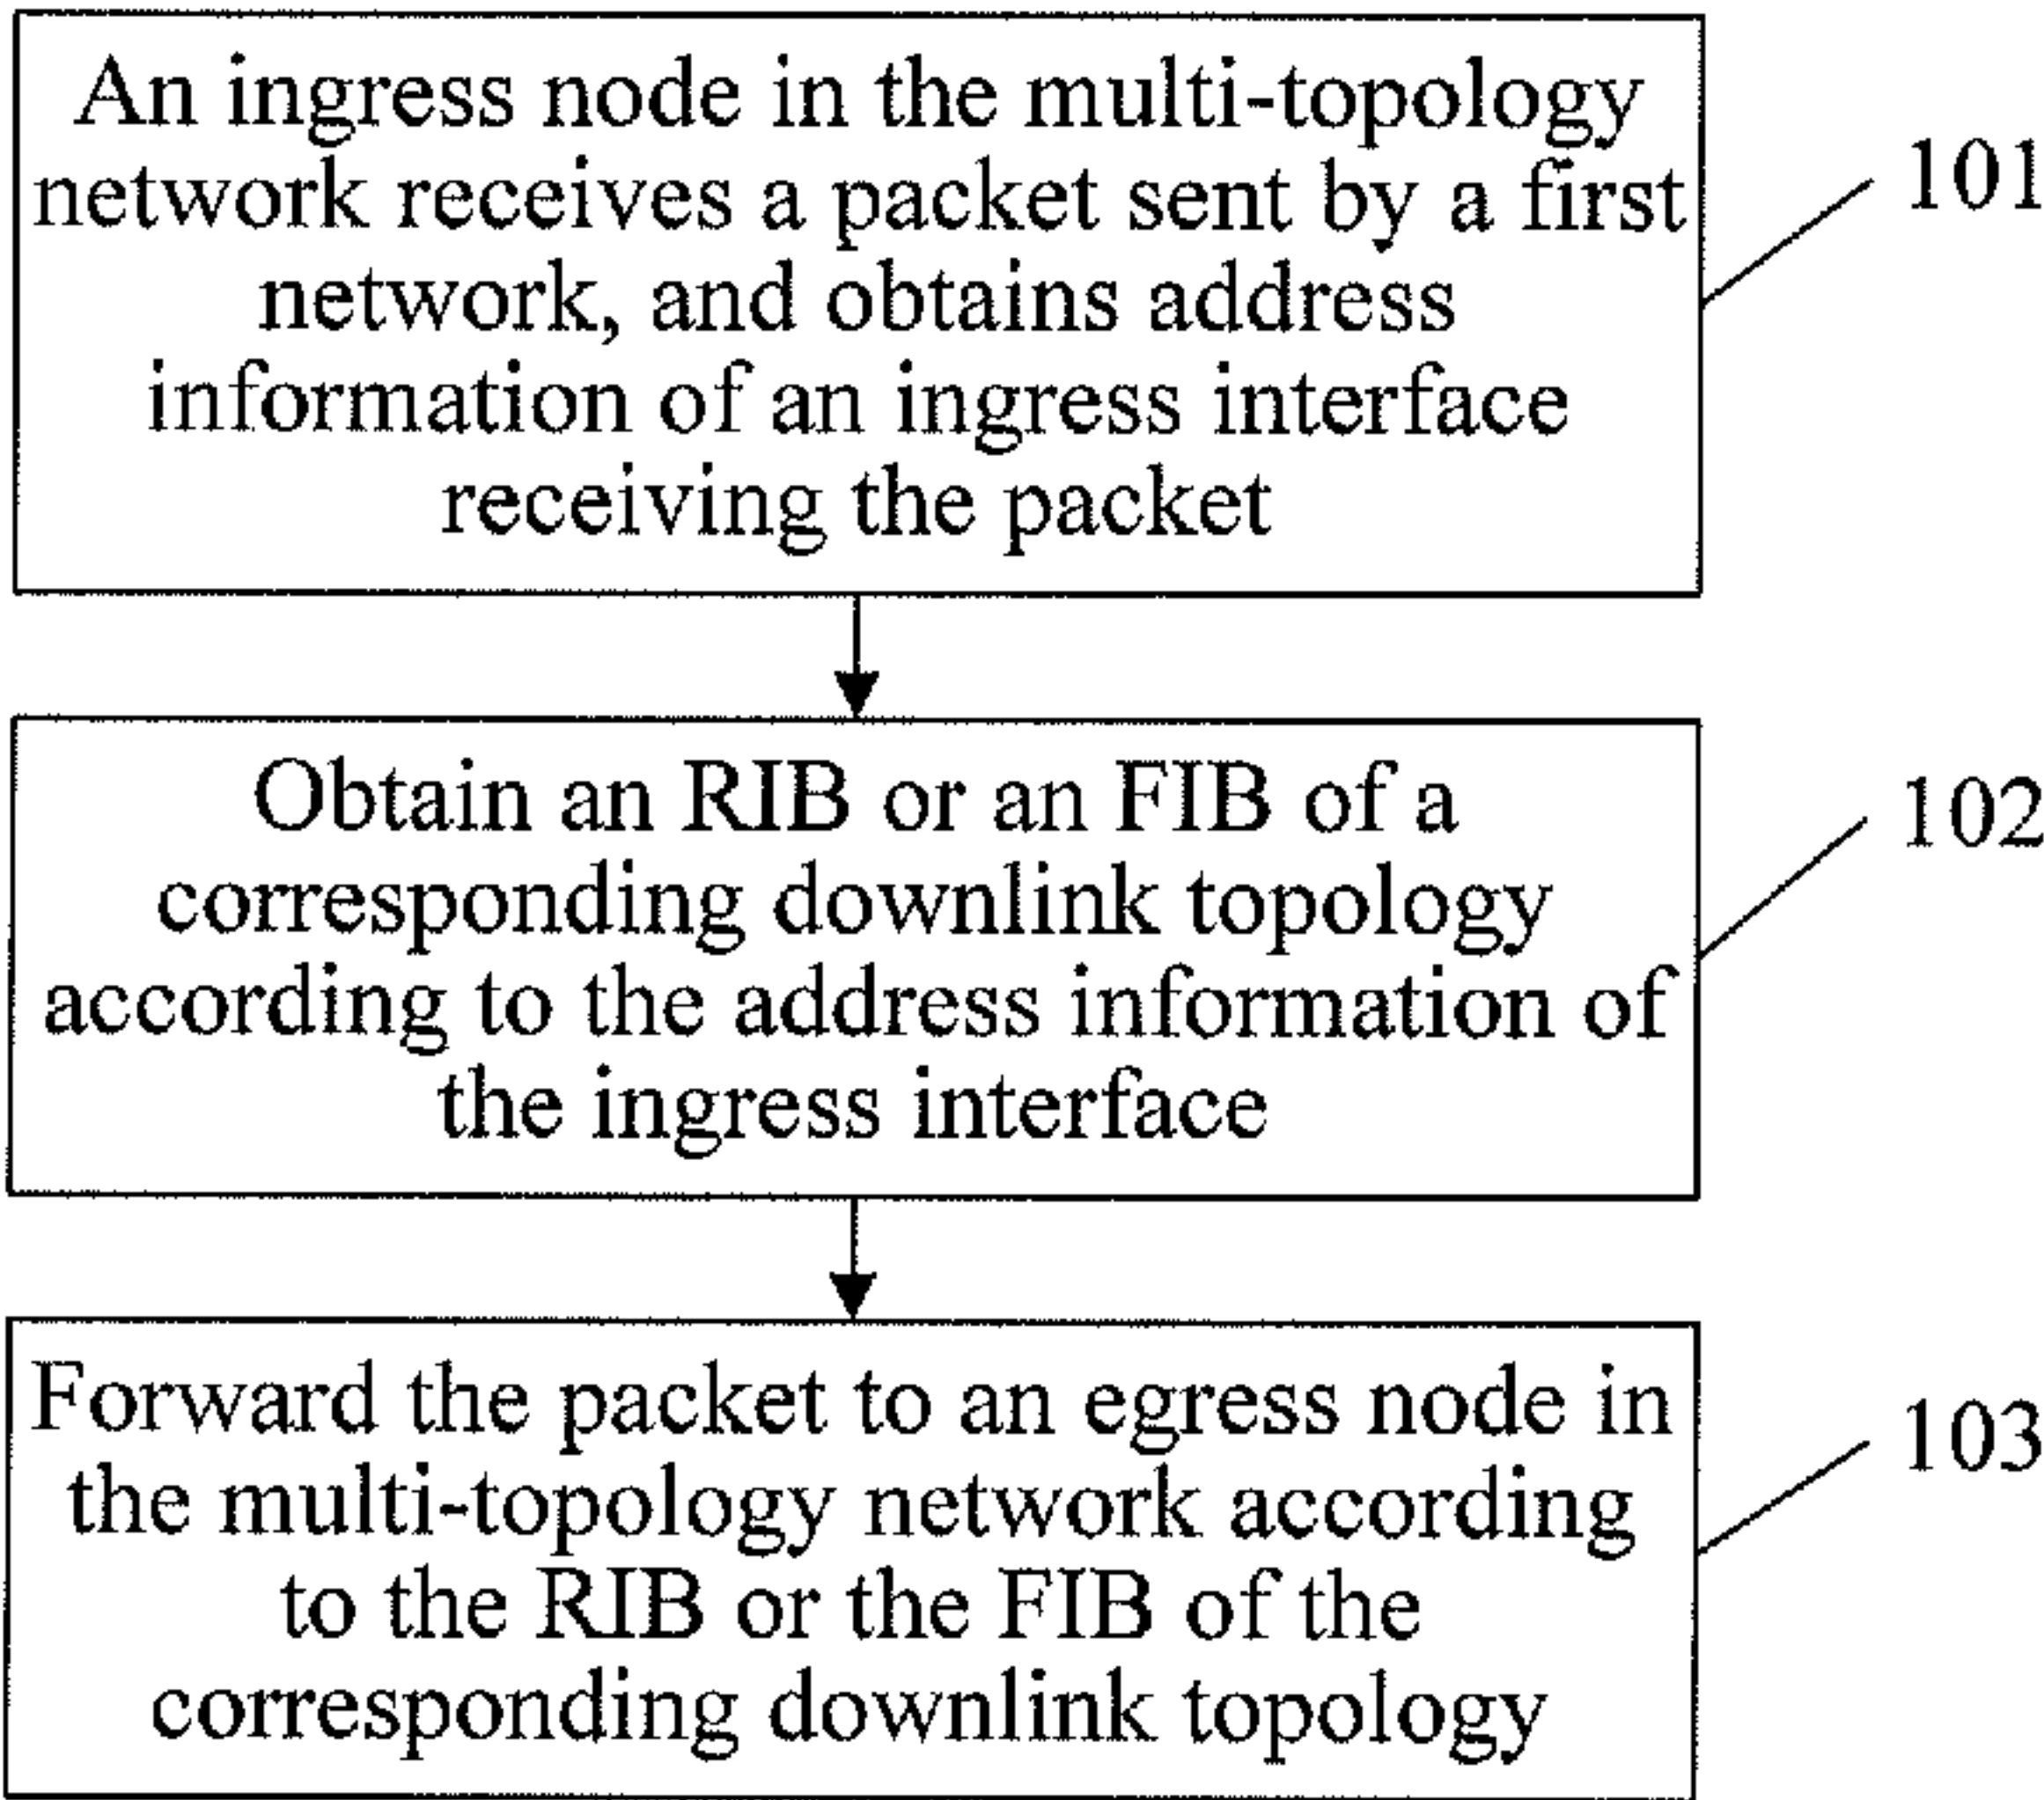 An ingress node in the multi-topology
network receives a packet sent by a first
network, and obtains address
information of an ingress interface
receiving the packet
101
Obtain an RIB or an FIB of a
corresponding downlink topology
according to the address information of
the ingress interface
102
Forward the packet to an egress node in
the multi-topology network according
to the RIB or the FIB of the
corresponding downlink topology
103